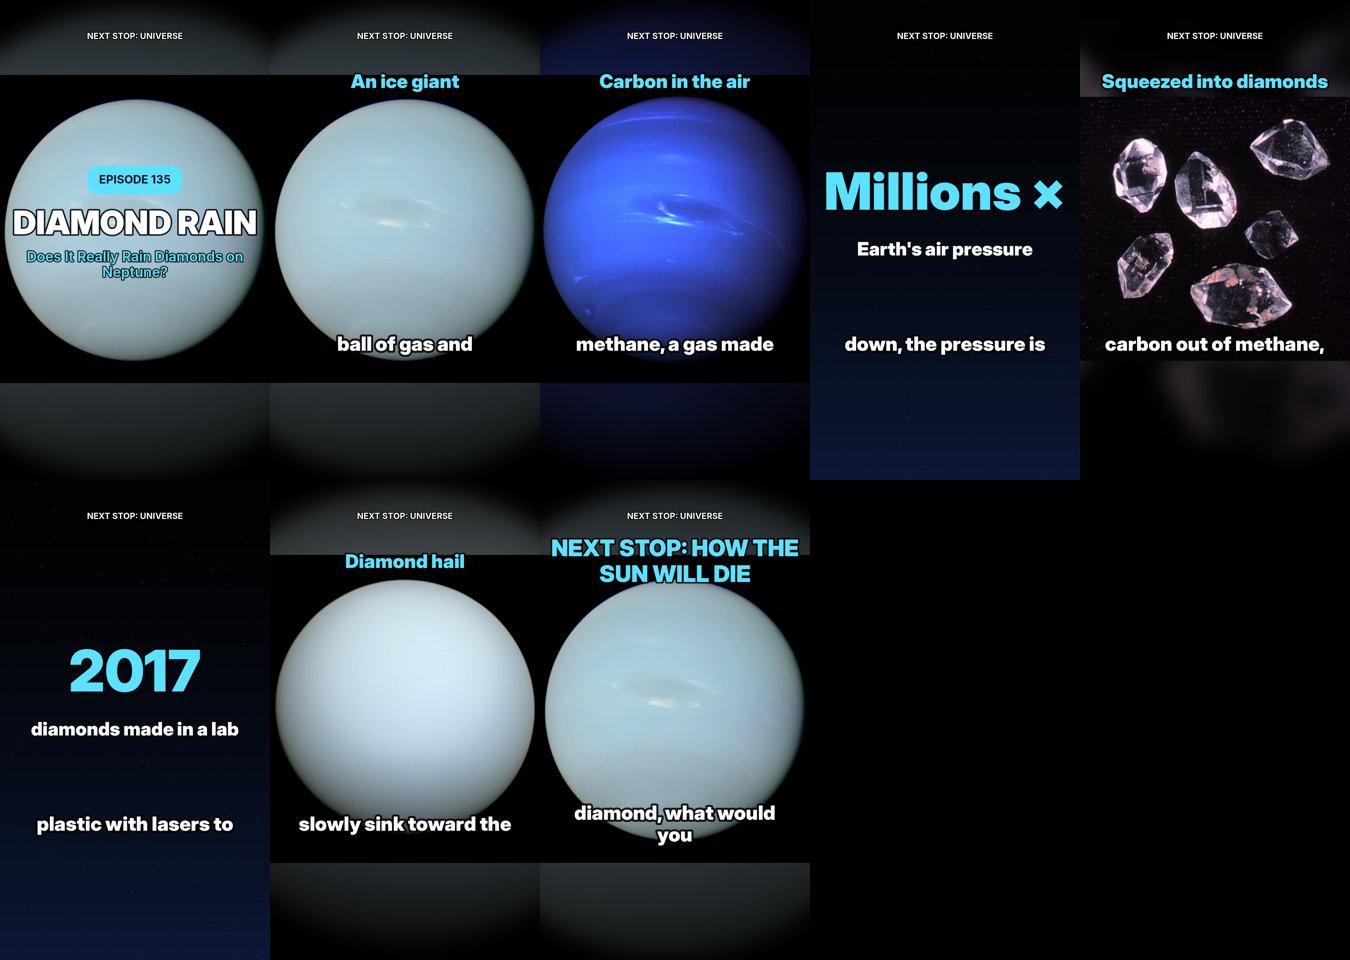 NEXT STOP: UNIVERSE
EPISODE 135
DIAMOND RAIN
Does It Really Rain Diamonds on
Neptune?
NEXT STOP: UNIVERSE
An ice giant
ball of gas and
NEXT STOP: UNIVERSE
Carbon in the air
methane, a gas made
NEXT STOP: UNIVERSE
Millions ×
Earth's air pressure
down, the pressure is
NEXT STOP: UNIVERSE
Squeezed into diamonds
carbon out of methane,
NEXT STOP: UNIVERSE
2017
diamonds made in a lab
plastic with lasers to
NEXT STOP: UNIVERSE
Diamond hail
slowly sink toward the
NEXT STOP: UNIVERSE
NEXT STOP: HOW THE
SUN WILL DIE
diamond, what would
you